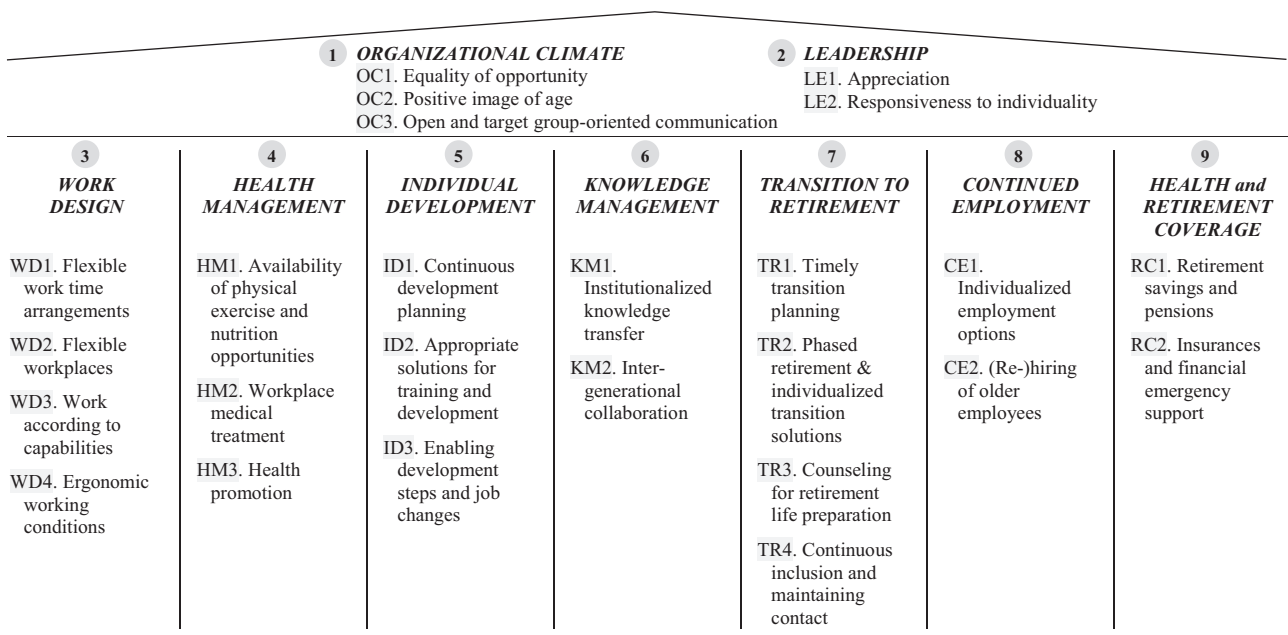 1 ORGANIZATIONAL CLIMATE
OC1. Equality of opportunity
OC2. Positive image of age
OC3. Open and target group-oriented communication
2 LEADERSHIP
LE1. Appreciation
LE2. Responsiveness to individuality
3
WORK
DESIGN
WD1. Flexible
work time
arrangements
WD2. Flexible
workplaces
WD3. Work
according to
capabilities
WD4. Ergonomic
working
conditions
4
HEALTH
MANAGEMENT
HM1. Availability
of physical
exercise and
nutrition
opportunities
HM2. Workplace
medical
treatment
HM3. Health
promotion
5
INDIVIDUAL
DEVELOPMENT
ID1. Continuous
development
planning
ID2. Appropriate
solutions for
training and
development
ID3. Enabling
development
steps and job
changes
6
KNOWLEDGE
MANAGEMENT
KM1.
Institutionalized
knowledge
transfer
KM2. Inter-
generational
collaboration
7
TRANSITION TO
RETIREMENT
TR1. Timely
transition
planning
TR2. Phased
retirement &
individualized
transition
solutions
TR3. Counseling
for retirement
life preparation
TR4. Continuous
inclusion and
maintaining
contact
8
CONTINUED
EMPLOYMENT
CE1.
Individualized
employment
options
CE2. (Re-)hiring
of older
employees
9
HEALTH and
RETIREMENT
COVERAGE
RC1. Retirement
savings and
pensions
RC2. Insurances
and financial
emergency
support